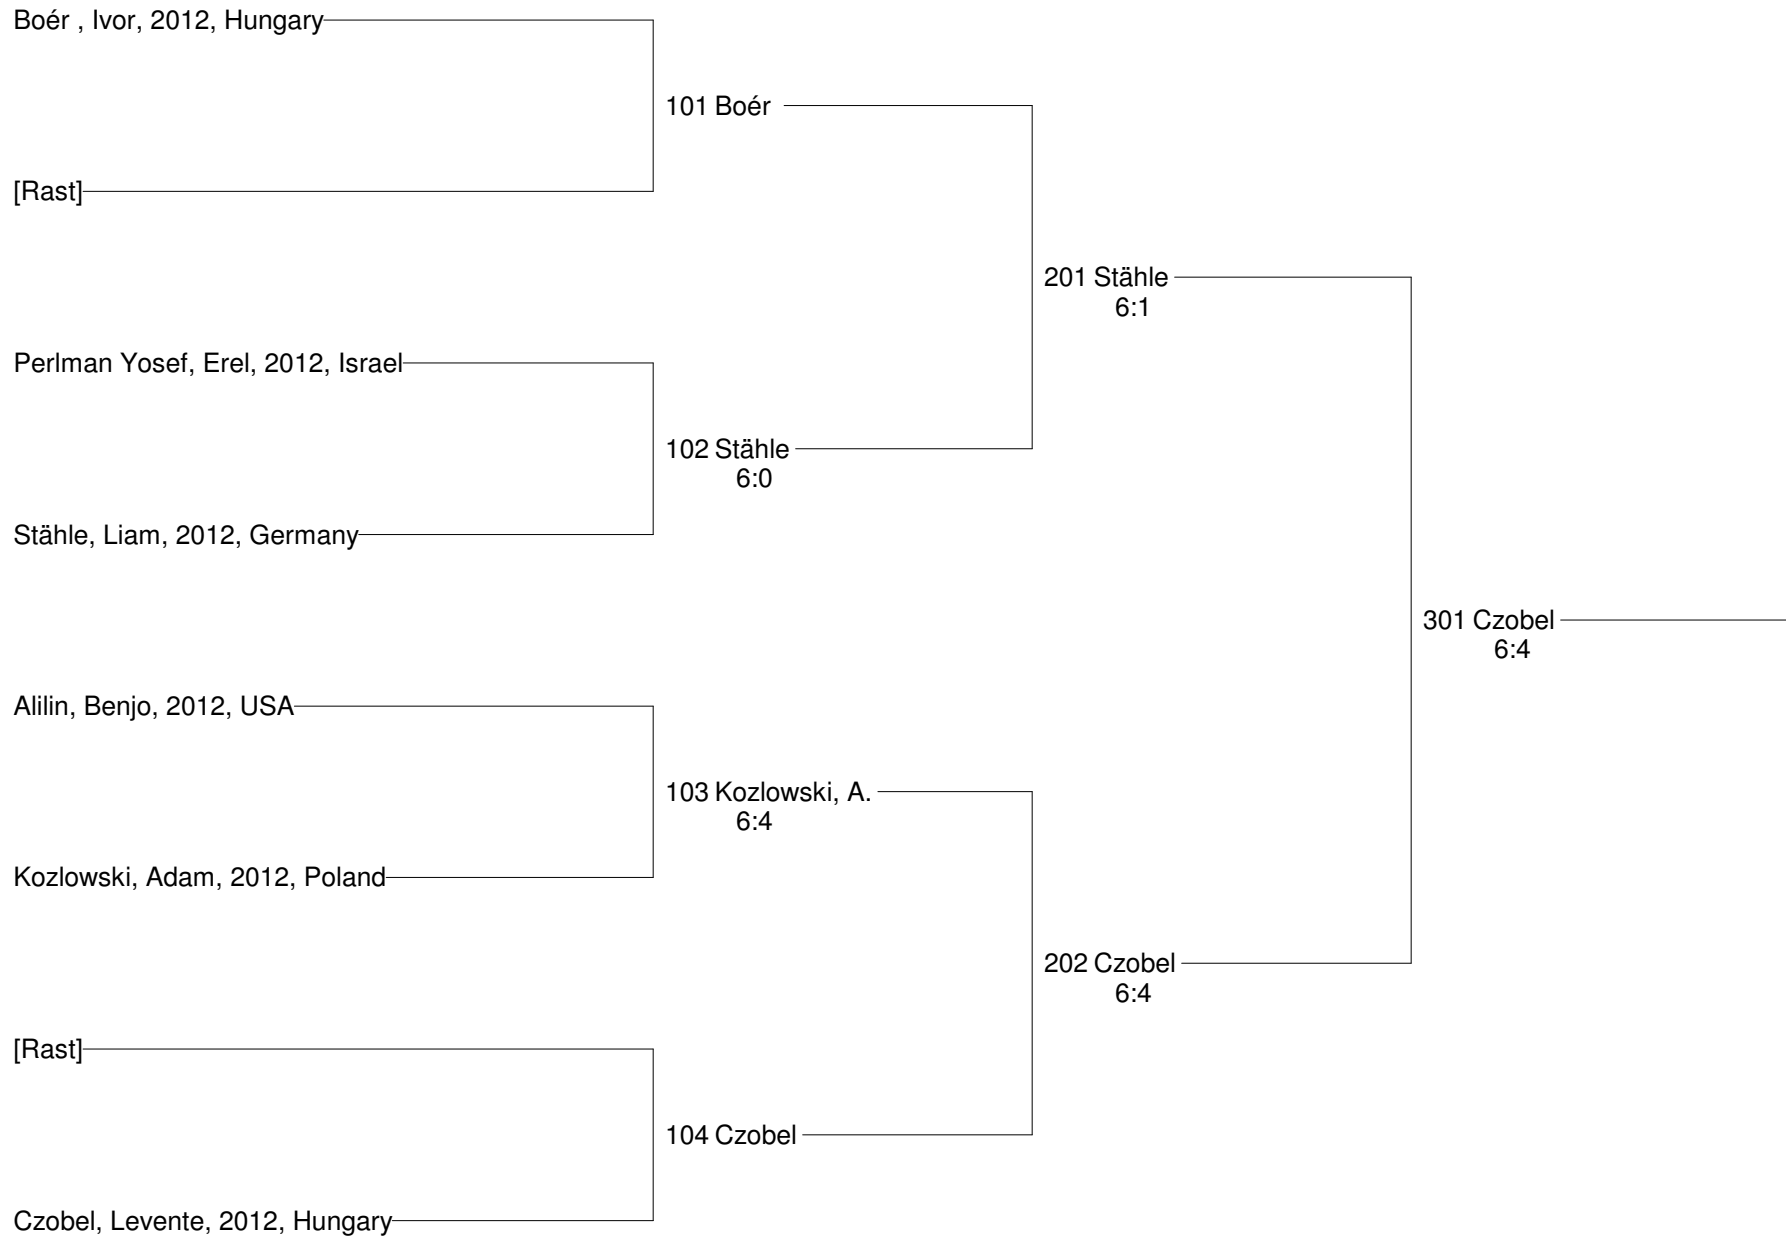 Boér , Ivor, 2012, Hungary
101 Boér
[Rast]
201 Stähle
6:1
Perlman Yosef, Erel, 2012, Israel
102 Stähle
6:0
Stähle, Liam, 2012, Germany
301 Czobel
6:4
Alilin, Benjo, 2012, USA
103 Kozlowski, A.
6:4
Kozlowski, Adam, 2012, Poland
202 Czobel
6:4
[Rast]
104 Czobel
Czobel, Levente, 2012, Hungary